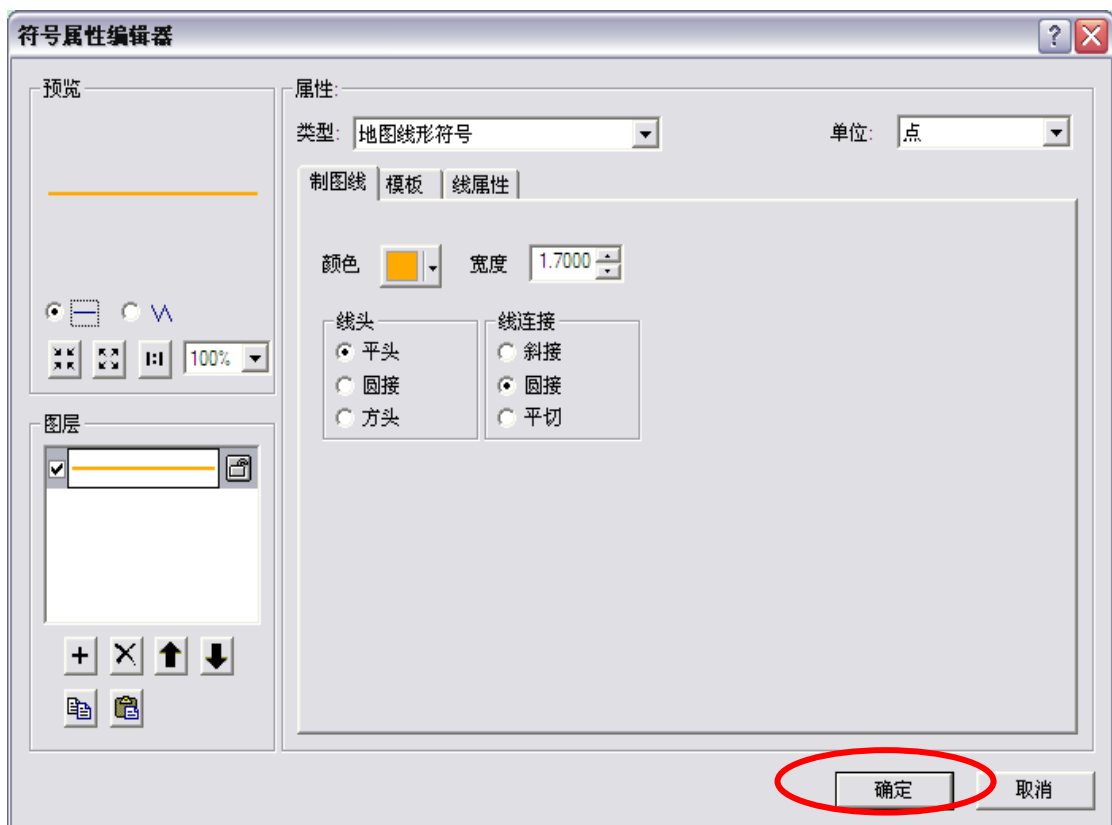 符号属性编辑器
预览
1:1 100%
图层
属性:
类型: 地图线形符号 单位: 点
制图线 模板 线属性
颜色 宽度 1.7000
线头 线连接
平头 斜接
圆接 圆接
方头 平切
确定 取消